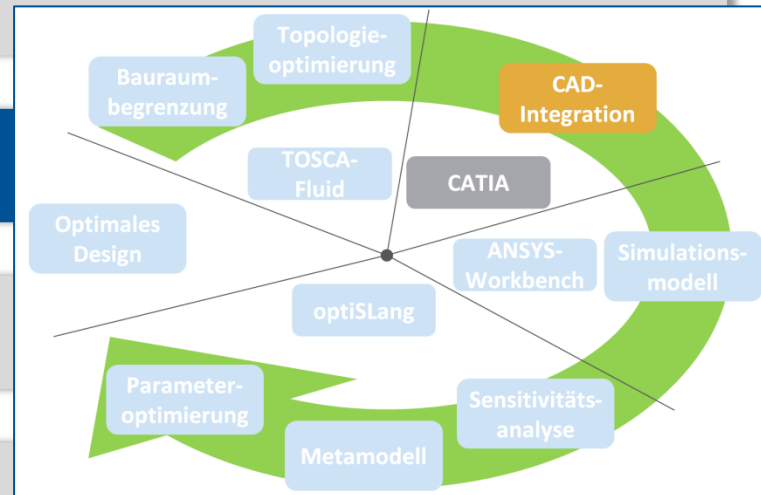 Topologie-
optimierung
Bauraum-
begrenzung
CAD-
Integration
TOSCA-
Fluid
CATIA
Optimales
Design
ANSYS-
Workbench
Simulations-
modell
optiSLang
Parameter-
optimierung
Sensitivitäts-
analyse
Metamodell